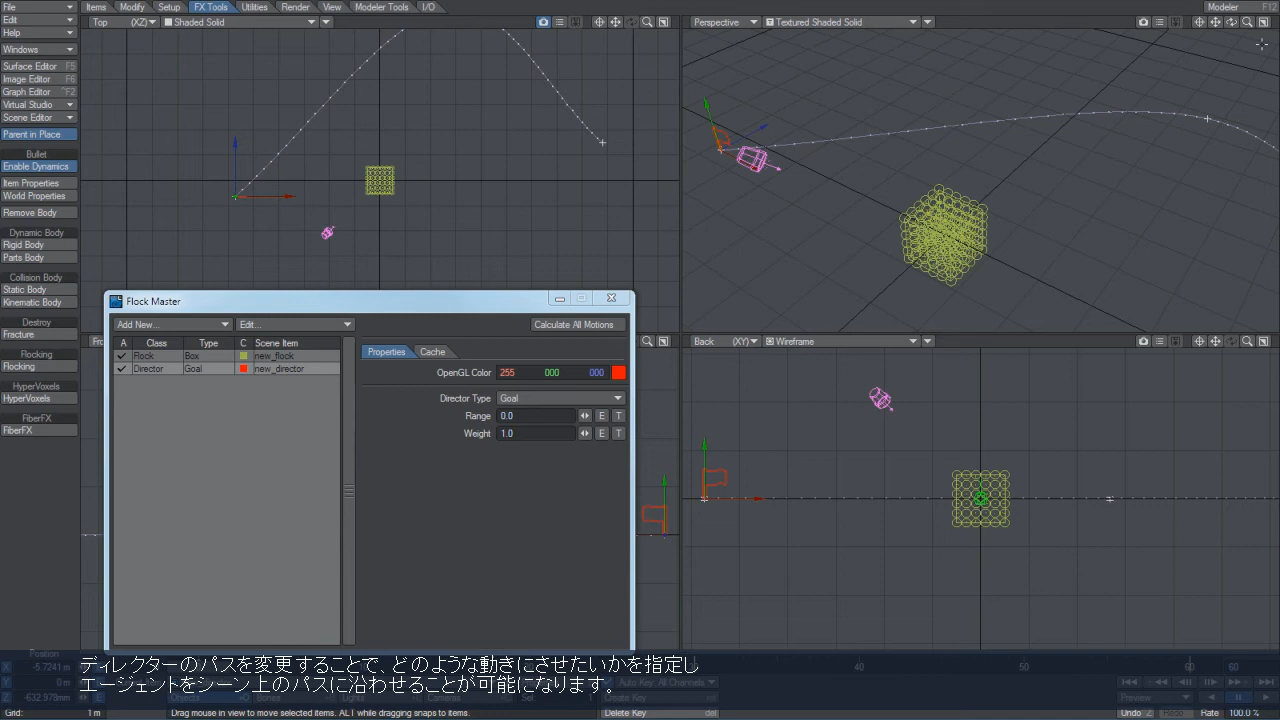 File
Items Modify Setup FX Tools Utilities Render View Modeler Tools I/O
Modeler F12
Edit
Help
Windows
Surface Editor F5
Image Editor F6
Graph Editor ^F2
Virtual Studio
Scene Editor
Parent in Place
Bullet
Enable Dynamics
Item Properties
World Properties
Remove Body
Dynamic Body
Rigid Body
Parts Body
Collision Body
Static Body
Kinematic Body
Destroy
Fracture
Flocking
Flocking
HyperVoxels
HyperVoxels
FiberFX
FiberFX
Top (XZ) Shaded Solid
Perspective Textured Shaded Solid
Back (XY) Wireframe
Flock Master
Add New... Edit... Calculate All Motions
A Class Type C Scene Item
Flock Box new_flock
Director Goal new_director
Properties Cache
OpenGL Color 255 000 000
Director Type Goal
Range 0.0 E T
Weight 1.0 E T
ディレクターのパスを変更することで、どのような動きにさせたいかを指定し
エージェントをシーン上のパスに沿わせることが可能になります。
Position
X -5.7241 m
Y 0 m
Z -632.978mm
Grid: 1 m
40 50 60 60
Auto Key: All Channels
Create Key
Delete Key del
Preview
Undo Redo Rate 100.0 %
Drag mouse in view to move selected items. ALT while dragging snaps to items.